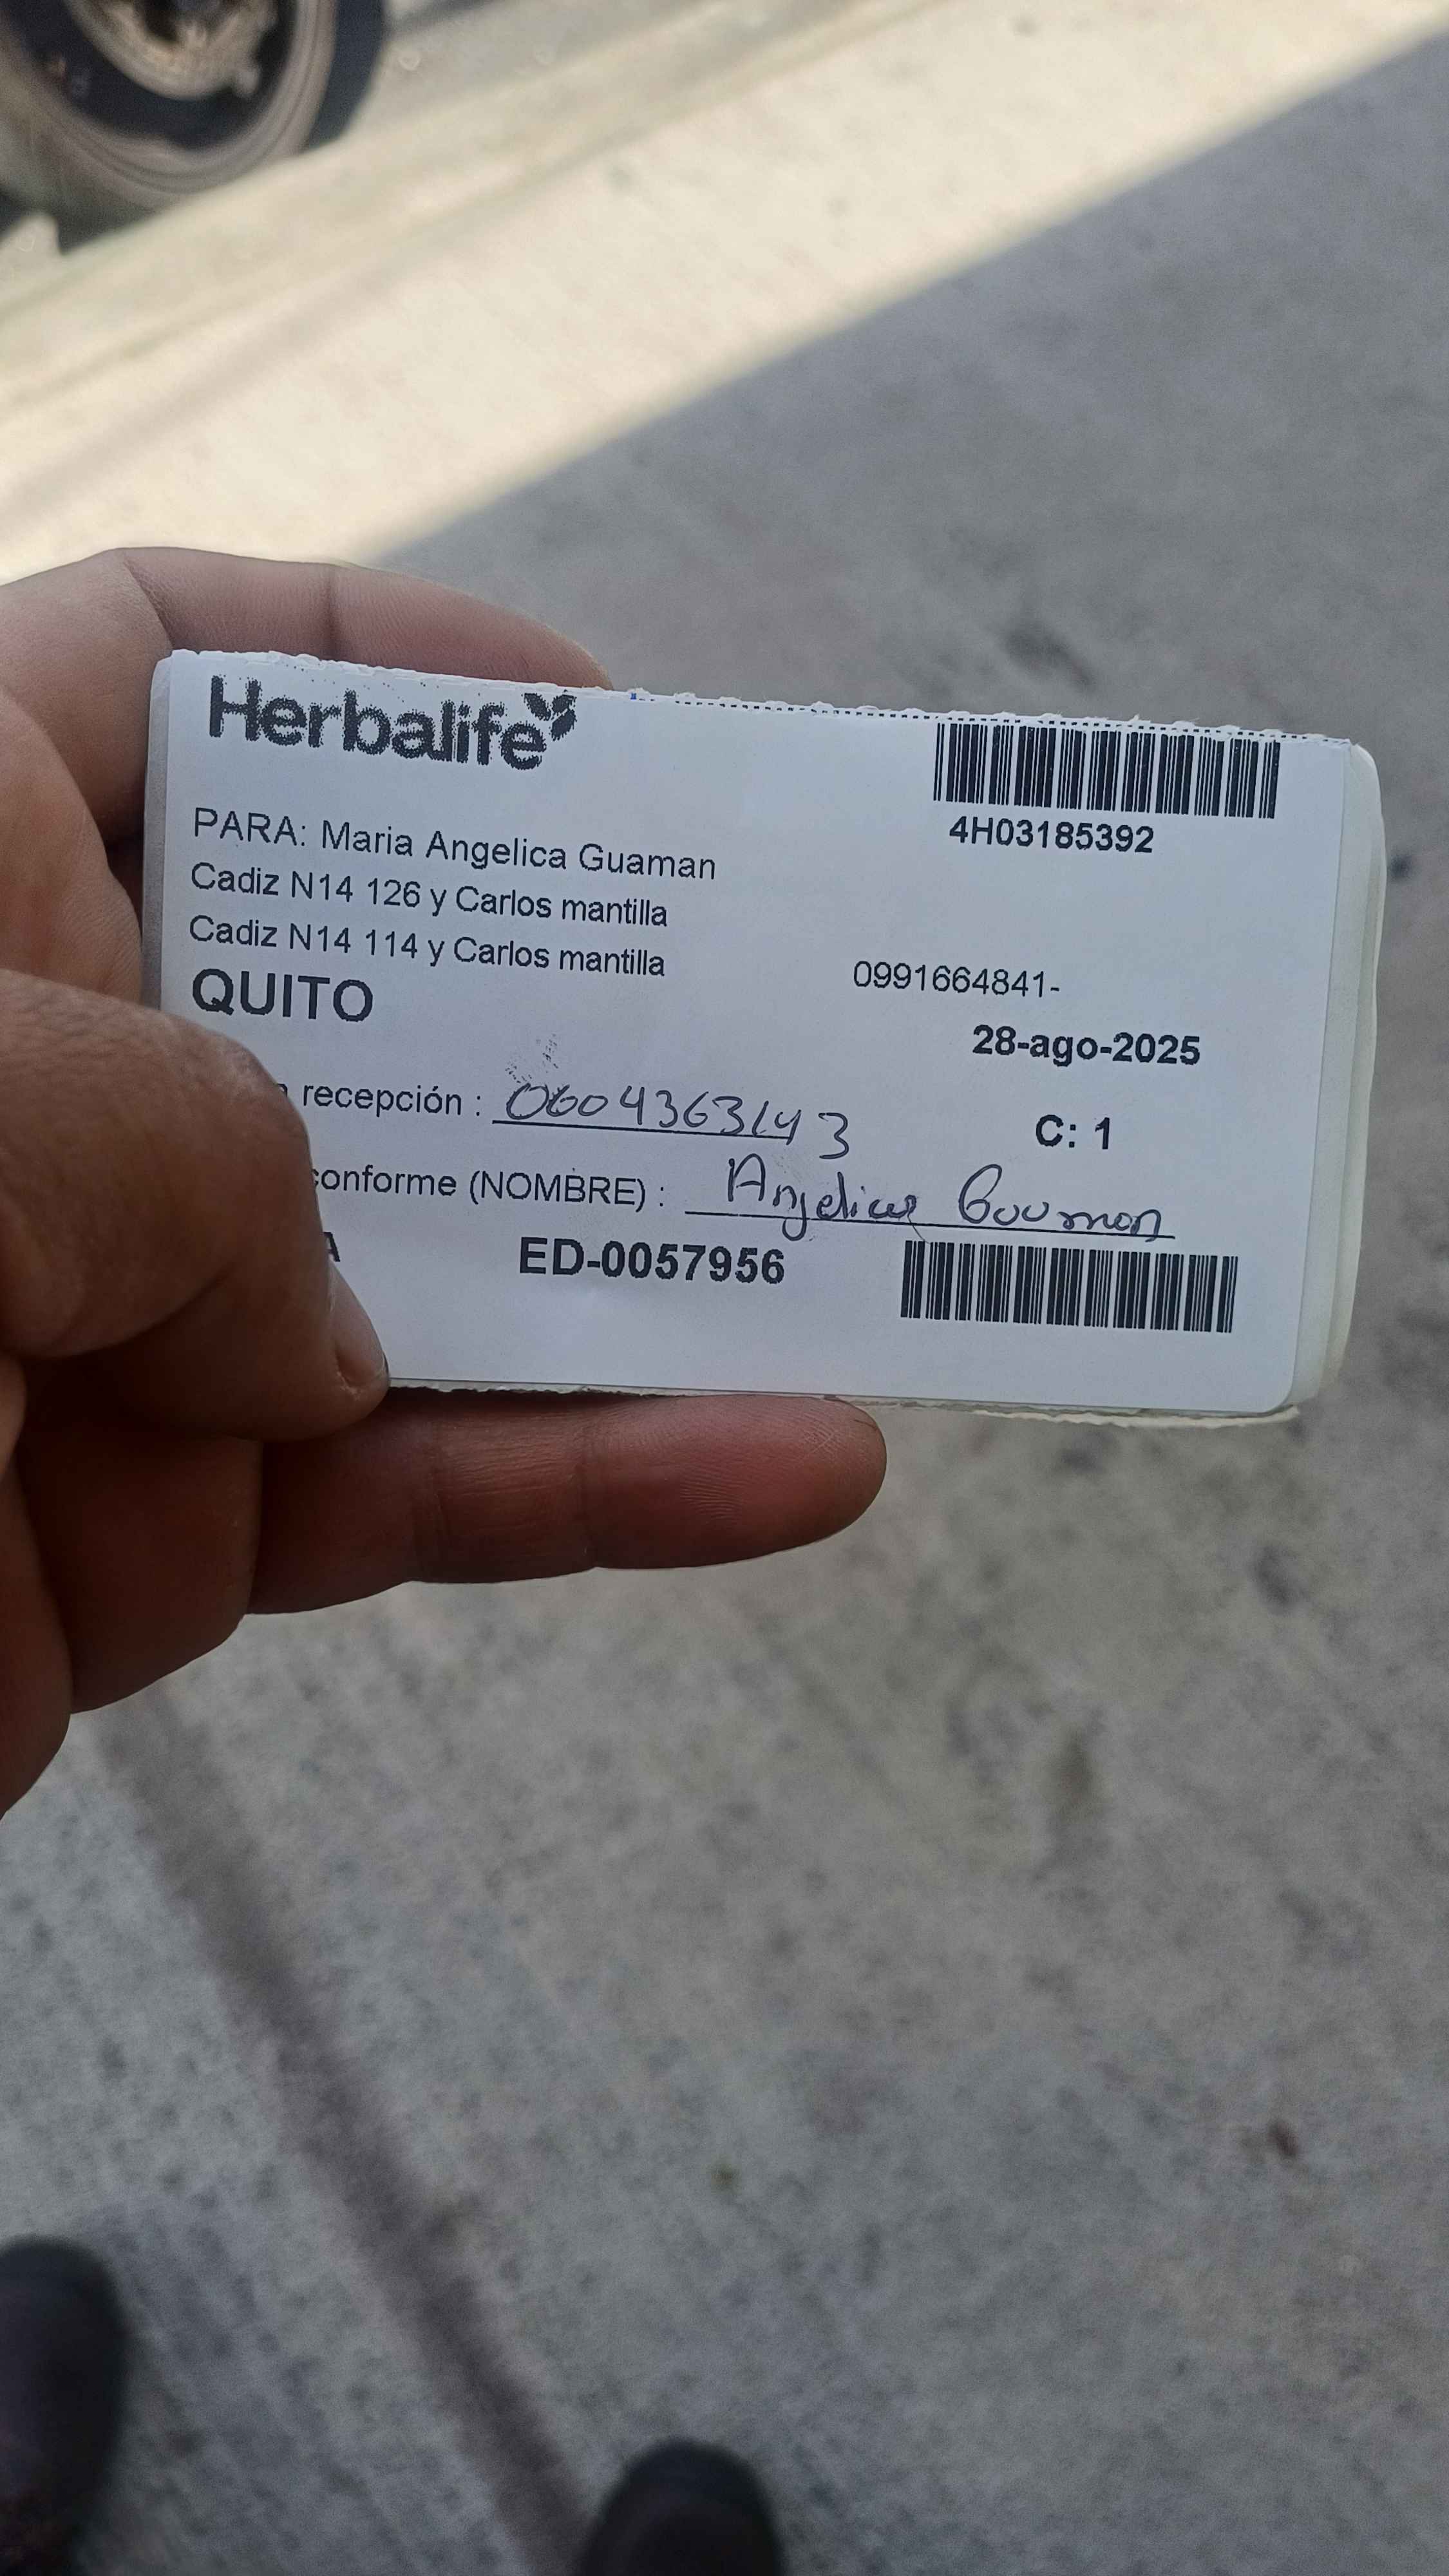 Herbalife
4H03185392
PARA: Maria Angelica Guaman
Cadiz N14 126 y Carlos mantilla
Cadiz N14 114 y Carlos mantilla
0991664841-
QUITO
28-ago-2025
recepción : 0604363143
C: 1
conforme (NOMBRE) : Angelica Guaman
ED-0057956